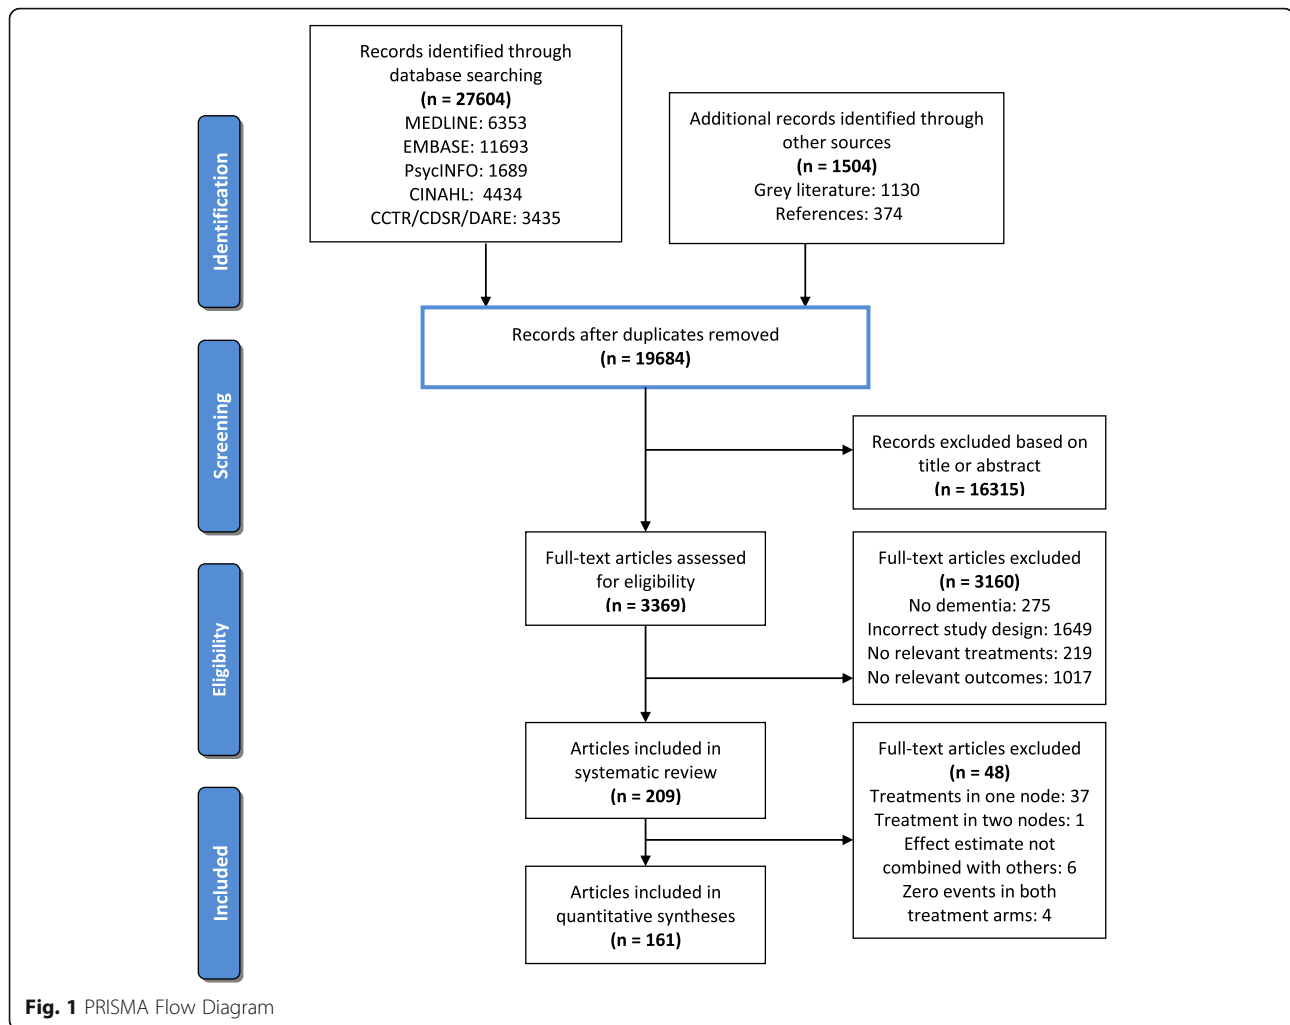 Records identified through
database searching
(n = 27604)
MEDLINE: 6353
EMBASE: 11693
PsycINFO: 1689
CINAHL: 4434
CCTR/CDSR/DARE: 3435
Additional records identified through
other sources
(n = 1504)
Grey literature: 1130
References: 374
Identification
Records after duplicates removed
(n = 19684)
Screening
Records excluded based on
title or abstract
(n = 16315)
Full-text articles assessed
for eligibility
(n = 3369)
Full-text articles excluded
(n = 3160)
No dementia: 275
Incorrect study design: 1649
No relevant treatments: 219
No relevant outcomes: 1017
Eligibility
Articles included in
systematic review
(n = 209)
Full-text articles excluded
(n = 48)
Treatments in one node: 37
Treatment in two nodes: 1
Effect estimate not
combined with others: 6
Zero events in both
treatment arms: 4
Included
Articles included in
quantitative syntheses
(n = 161)
Fig. 1 PRISMA Flow Diagram